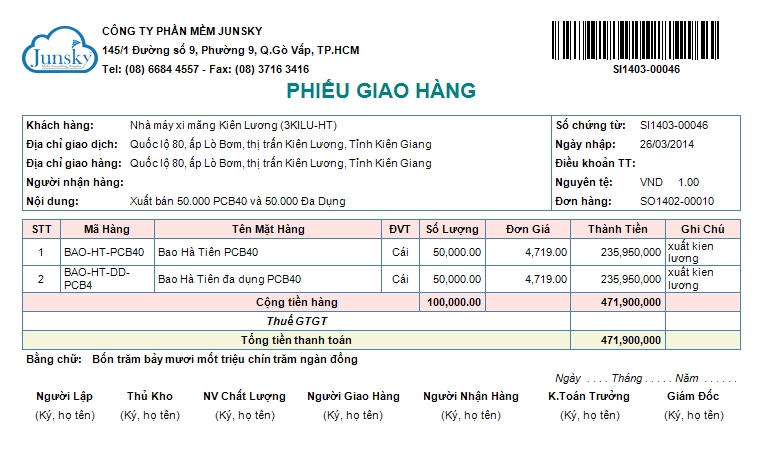 Junsky
CÔNG TY PHẦN MỀM JUNSKY
145/1 Đường số 9, Phường 9, Q.Gò Vấp, TP.HCM
Tel: (08) 6684 4557 - Fax: (08) 3716 3416
SI1403-00046
PHIẾU GIAO HÀNG
Khách hàng: Nhà máy xi măng Kiên Lương (3KILU-HT) Số chứng từ: SI1403-00046
Địa chỉ giao dịch: Quốc lộ 80, ấp Lò Bom, thị trấn Kiên Lương, Tỉnh Kiên Giang Ngày nhập: 26/03/2014
Địa chỉ giao hàng: Quốc lộ 80, ấp Lò Bom, thị trấn Kiên Lương, Tỉnh Kiên Giang Điều khoản TT:
Người nhận hàng: Nguyên tệ: VND 1.00
Nội dung: Xuất bán 50.000 PCB40 và 50.000 Đa Dụng Đơn hàng: SO1402-00010
STT Mã Hàng Tên Mặt Hàng ĐVT Số Lượng Đơn Giá Thành Tiền Ghi Chú
1 BAO-HT-PCB40 Bao Hà Tiên PCB40 Cái 50,000.00 4,719.00 235,950,000 xuất kien
lương
2 BAO-HT-DD-
PCB4 Bao Hà Tiên đa dụng PCB40 Cái 50,000.00 4,719.00 235,950,000 xuất kien
lương
Cộng tiền hàng 100,000.00 471,900,000
Thuế GTGT
Tổng tiền thanh toán 471,900,000
Bằng chữ: Bốn trăm bảy mươi mốt triệu chín trăm ngàn đồng
Ngày . . . . Tháng . . . . . Năm . . . . . .
Người Lập Thủ Kho NV Chất Lượng Người Giao Hàng Người Nhận Hàng K.Toán Trưởng Giám Đốc
(Ký, họ tên) (Ký, họ tên) (Ký, họ tên) (Ký, họ tên) (Ký, họ tên) (Ký, họ tên) (Ký, họ tên)